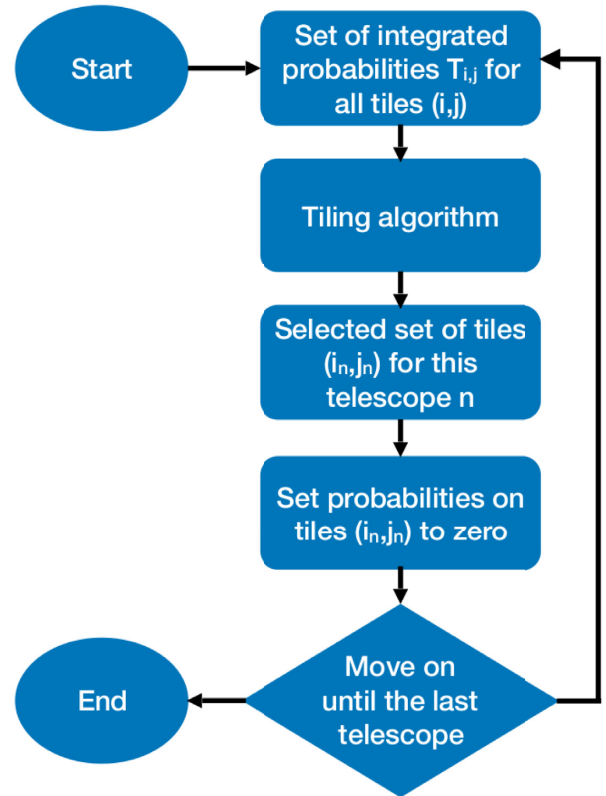 Start
Set of integrated
probabilities Tᵢ,ⱼ for
all tiles (i,j)
Tiling algorithm
Selected set of tiles
(iₙ,jₙ) for this
telescope n
Set probabilities on
tiles (iₙ,jₙ) to zero
Move on
until the last
telescope
End